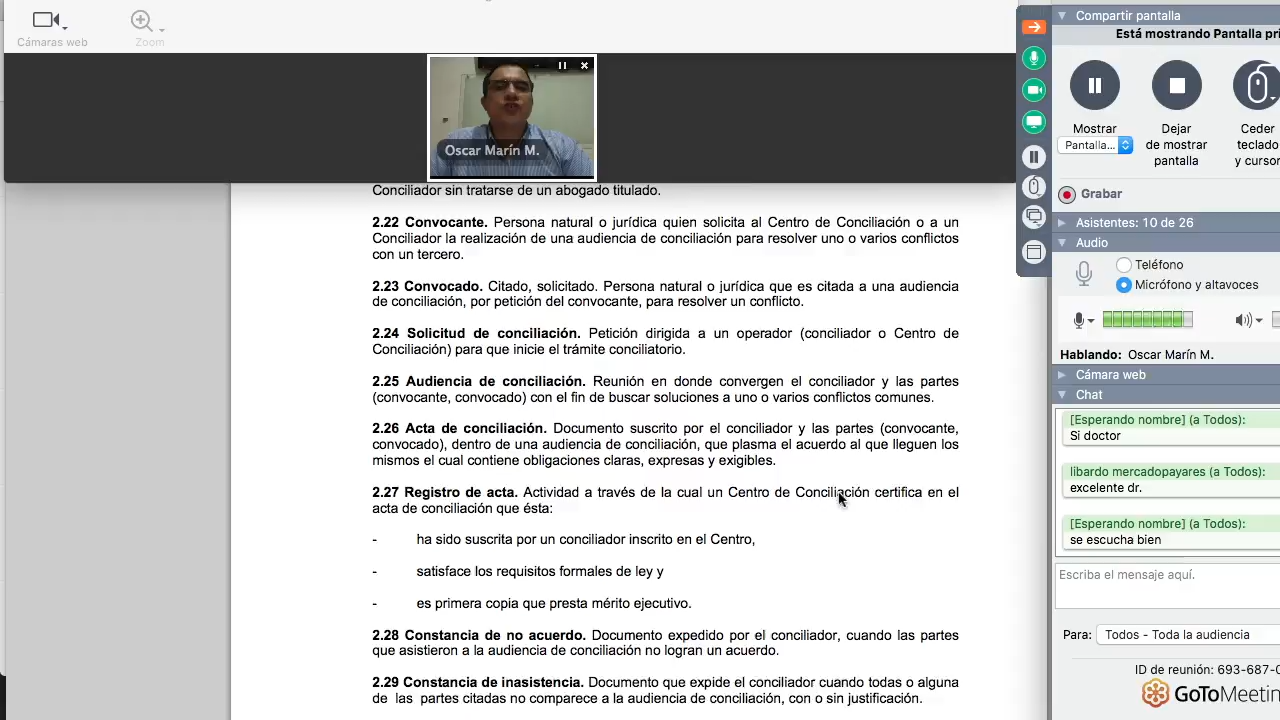 Cámaras web
Zoom
Oscar Marín M.
Conciliador sin tratarse de un abogado titulado.
2.22 Convocante. Persona natural o jurídica quien solicita al Centro de Conciliación o a un
Conciliador la realización de una audiencia de conciliación para resolver uno o varios conflictos
con un tercero.
2.23 Convocado. Citado, solicitado. Persona natural o jurídica que es citada a una audiencia
de conciliación, por petición del convocante, para resolver un conflicto.
2.24 Solicitud de conciliación. Petición dirigida a un operador (conciliador o Centro de
Conciliación) para que inicie el trámite conciliatorio.
2.25 Audiencia de conciliación. Reunión en donde convergen el conciliador y las partes
(convocante, convocado) con el fin de buscar soluciones a uno o varios conflictos comunes.
2.26 Acta de conciliación. Documento suscrito por el conciliador y las partes (convocante,
convocado), dentro de una audiencia de conciliación, que plasma el acuerdo al que lleguen los
mismos el cual contiene obligaciones claras, expresas y exigibles.
2.27 Registro de acta. Actividad a través de la cual un Centro de Conciliación certifica en el
acta de conciliación que ésta:
- ha sido suscrita por un conciliador inscrito en el Centro,
- satisface los requisitos formales de ley y
- es primera copia que presta mérito ejecutivo.
2.28 Constancia de no acuerdo. Documento expedido por el conciliador, cuando las partes
que asistieron a la audiencia de conciliación no logran un acuerdo.
2.29 Constancia de inasistencia. Documento que expide el conciliador cuando todas o alguna
de las partes citadas no comparece a la audiencia de conciliación, con o sin justificación.
Compartir pantalla
Está mostrando Pantalla pri
Mostrar
Pantalla...
Dejar
de mostrar
pantalla
Ceder
teclado
y cursor
Grabar
Asistentes: 10 de 26
Audio
Teléfono
Micrófono y altavoces
Hablando: Oscar Marín M.
Cámara web
Chat
[Esperando nombre] (a Todos):
Si doctor
libardo mercadopayares (a Todos):
excelente dr.
[Esperando nombre] (a Todos):
se escucha bien
Escriba el mensaje aquí.
Para: Todos - Toda la audiencia
ID de reunión: 693-687-0
GoToMeetin